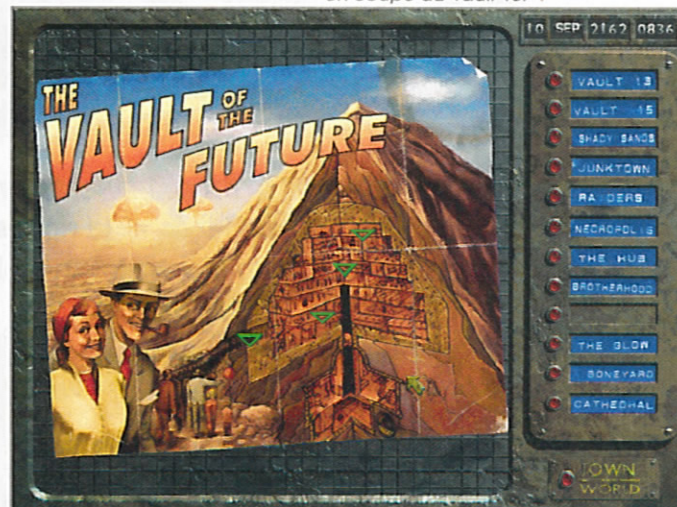 10 SEP 2162 0836
THE
VAULT OF
THE
FUTURE
VAULT 13
VAULT 15
SHADY SANDS
JUNKTOWN
RAIDERS
NECROPOLIS
THE HUB
BROTHERHOOD
THE GLOW
BONEYARD
CATHEDRAL
TOWN
WORLD